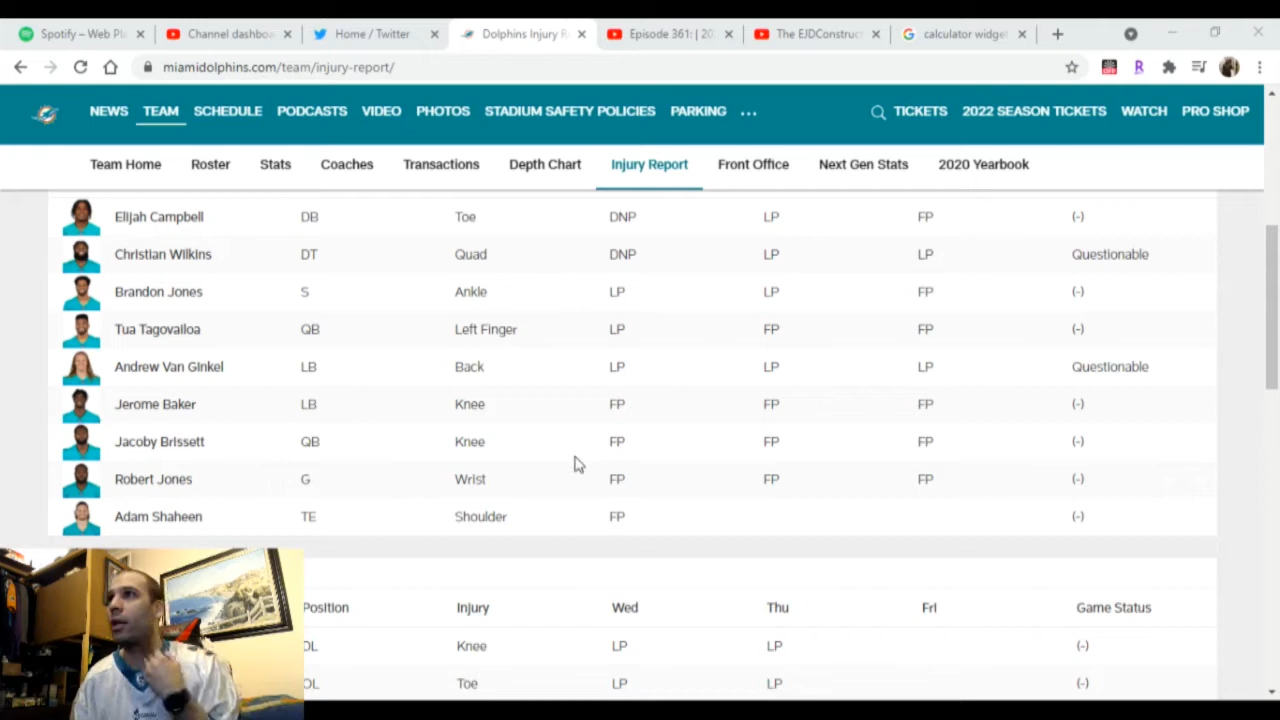 Spotify – Web Pl
Channel dashboa
Home / Twitter
Dolphins Injury R
Episode 361: | 20
The EJDConstruc
calculator widge
miamidolphins.com/team/injury-report/
OFF
R
NEWS TEAM SCHEDULE PODCASTS VIDEO PHOTOS STADIUM SAFETY POLICIES PARKING ... TICKETS 2022 SEASON TICKETS WATCH PRO SHOP
Team Home Roster Stats Coaches Transactions Depth Chart Injury Report Front Office Next Gen Stats 2020 Yearbook
Elijah Campbell DB Toe DNP LP FP (-)
Christian Wilkins DT Quad DNP LP LP Questionable
Brandon Jones S Ankle LP LP FP (-)
Tua Tagovailoa QB Left Finger LP FP FP (-)
Andrew Van Ginkel LB Back LP LP LP Questionable
Jerome Baker LB Knee FP FP FP (-)
Jacoby Brissett QB Knee FP FP FP (-)
Robert Jones G Wrist FP FP FP (-)
Adam Shaheen TE Shoulder FP (-)
Position Injury Wed Thu Fri Game Status
OL Knee LP LP (-)
OL Toe LP LP (-)